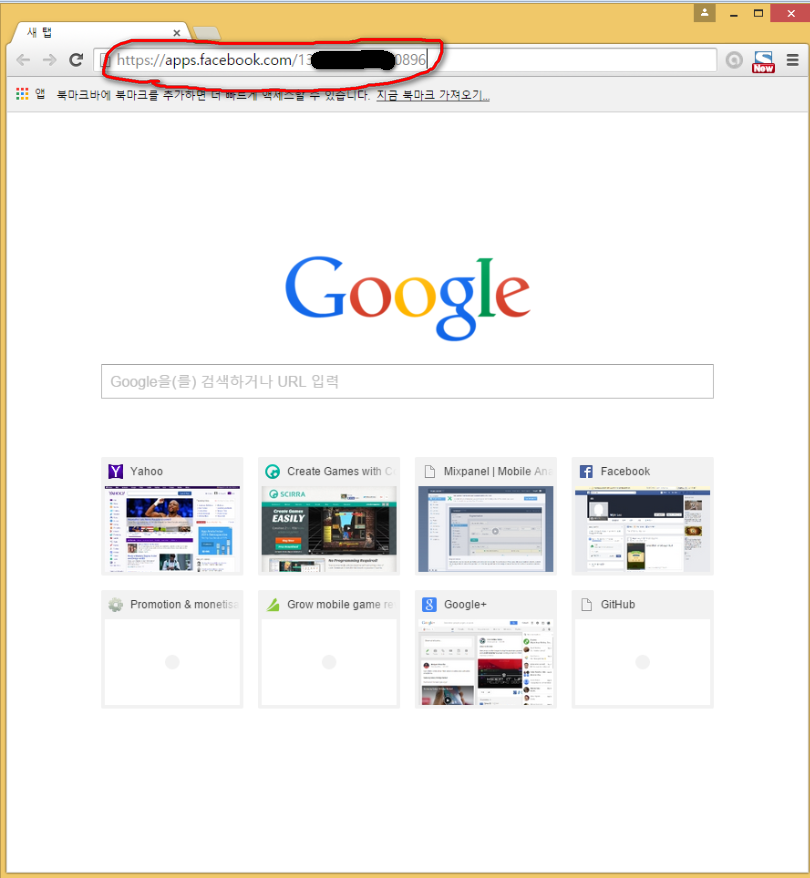 새 탭
https://apps.facebook.com/13 0896
New
앱 북마크바에 북마크를 추가하면 더 빠르게 액세스할 수 있습니다. 지금 북마크 가져오기...
Google
Google을(를) 검색하거나 URL 입력
Yahoo
Create Games with C
Mixpanel | Mobile An
Facebook
SCIRRA
Create Games
EASILY
No Programming Required!
Promotion & monetisa
Grow mobile game re
Google+
GitHub